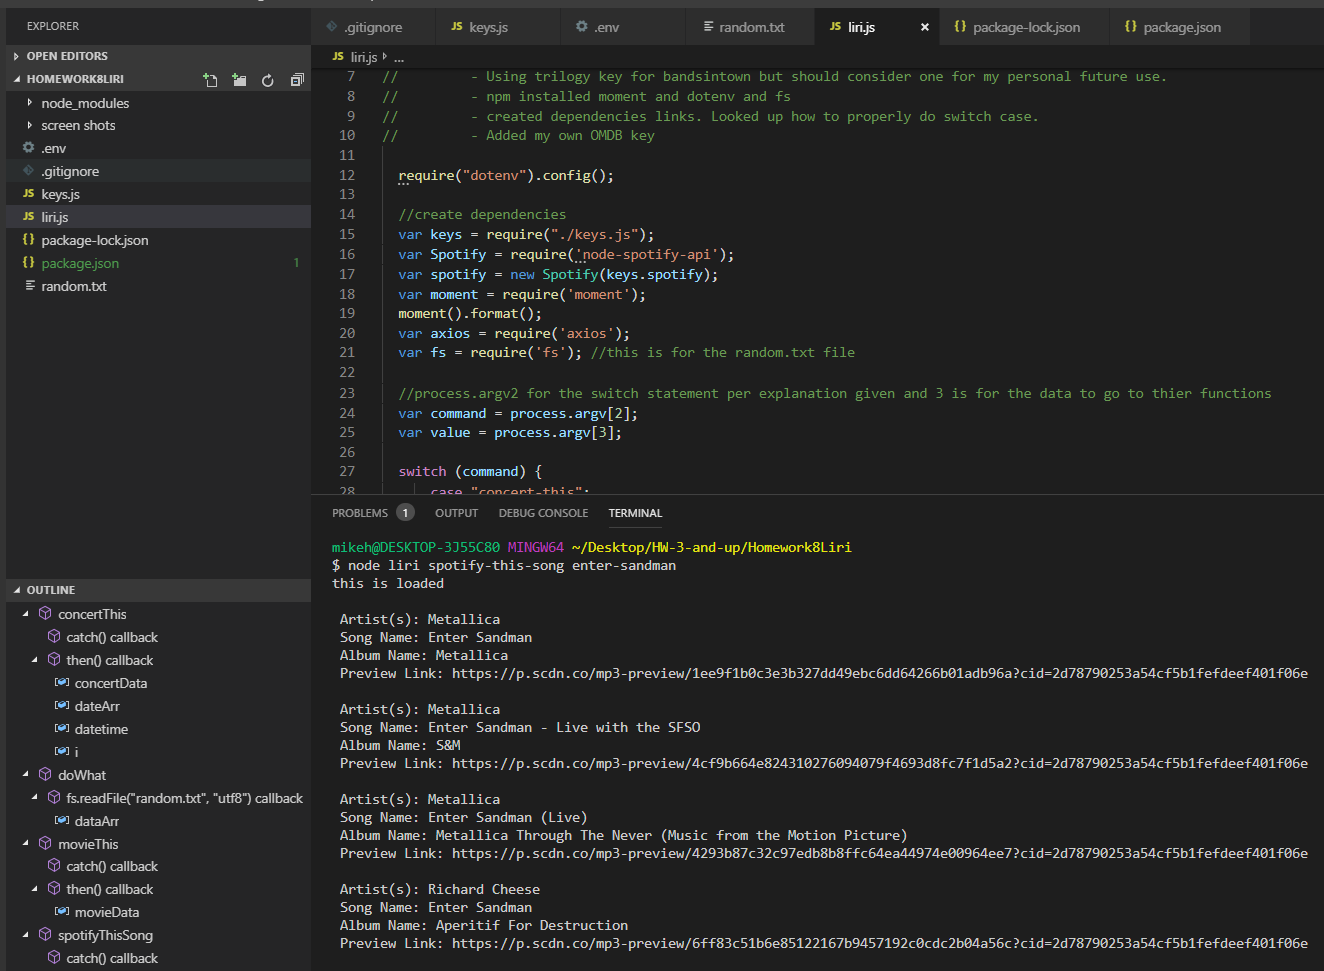 EXPLORER
OPEN EDITORS
HOMEWORK8LIRI
node_modules
screen shots
.env
.gitignore
JS keys.js
JS liri.js
{} package-lock.json
{} package.json 1
random.txt
OUTLINE
concertThis
catch() callback
then() callback
concertData
dateArr
datetime
i
doWhat
fs.readFile("random.txt", "utf8") callback
dataArr
movieThis
catch() callback
then() callback
movieData
spotifyThisSong
catch() callback
.gitignore JS keys.js .env random.txt JS liri.js × {} package-lock.json {} package.json
JS liri.js ...
7 // - Using trilogy key for bandsintown but should consider one for my personal future use.
8 // - npm installed moment and dotenv and fs
9 // - created dependencies links. Looked up how to properly do switch case.
10 // - Added my own OMDB key
11
12 require("dotenv").config();
13
14 //create dependencies
15 var keys = require("./keys.js");
16 var Spotify = require('node-spotify-api');
17 var spotify = new Spotify(keys.spotify);
18 var moment = require('moment');
19 moment().format();
20 var axios = require('axios');
21 var fs = require('fs'); //this is for the random.txt file
22
23 //process.argv2 for the switch statement per explanation given and 3 is for the data to go to thier functions
24 var command = process.argv[2];
25 var value = process.argv[3];
26
27 switch (command) {
28 case "concert-this":
PROBLEMS 1 OUTPUT DEBUG CONSOLE TERMINAL
mikeh@DESKTOP-3J55C80 MINGW64 ~/Desktop/HW-3-and-up/Homework8Liri
$ node liri spotify-this-song enter-sandman
this is loaded
Artist(s): Metallica
Song Name: Enter Sandman
Album Name: Metallica
Preview Link: https://p.scdn.co/mp3-preview/1ee9f1b0c3e3b327dd49ebc6dd64266b01adb96a?cid=2d78790253a54cf5b1fefdeef401f06e
Artist(s): Metallica
Song Name: Enter Sandman - Live with the SFSO
Album Name: S&M
Preview Link: https://p.scdn.co/mp3-preview/4cf9b664e824310276094079f4693d8fc7f1d5a2?cid=2d78790253a54cf5b1fefdeef401f06e
Artist(s): Metallica
Song Name: Enter Sandman (Live)
Album Name: Metallica Through The Never (Music from the Motion Picture)
Preview Link: https://p.scdn.co/mp3-preview/4293b87c32c97edb8b8ffc64ea44974e00964ee7?cid=2d78790253a54cf5b1fefdeef401f06e
Artist(s): Richard Cheese
Song Name: Enter Sandman
Album Name: Aperitif For Destruction
Preview Link: https://p.scdn.co/mp3-preview/6ff83c51b6e85122167b9457192c0cdc2b04a56c?cid=2d78790253a54cf5b1fefdeef401f06e